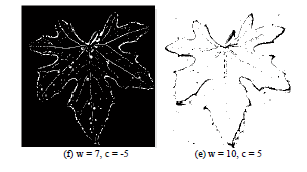 (f) w = 7, c = -5
(e) w = 10, c = 5